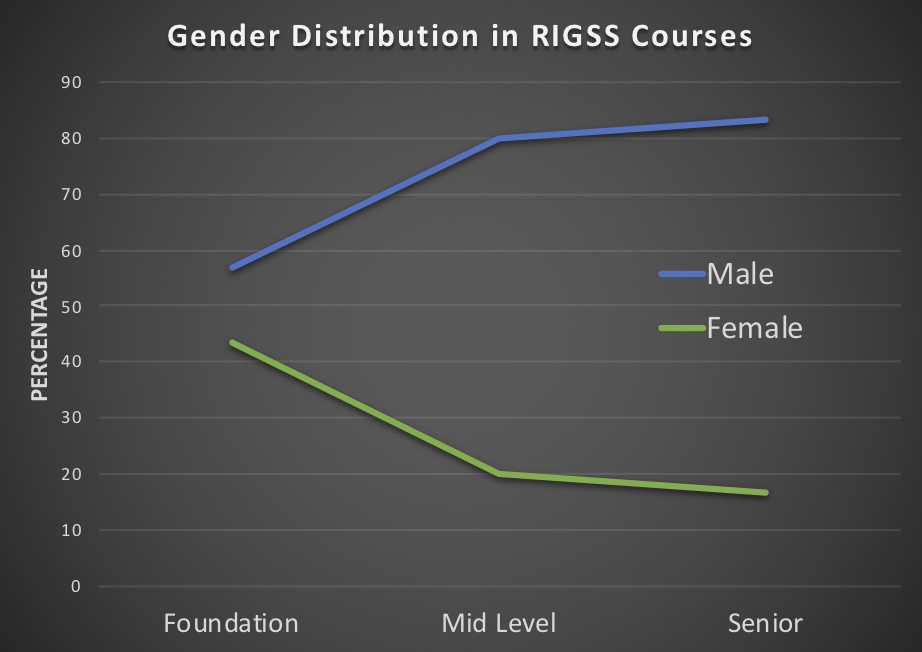 Gender Distribution in RIGSS Courses
90
80
70
60
50
40
30
20
10
0
PERCENTAGE
Male
Female
Foundation
Mid Level
Senior